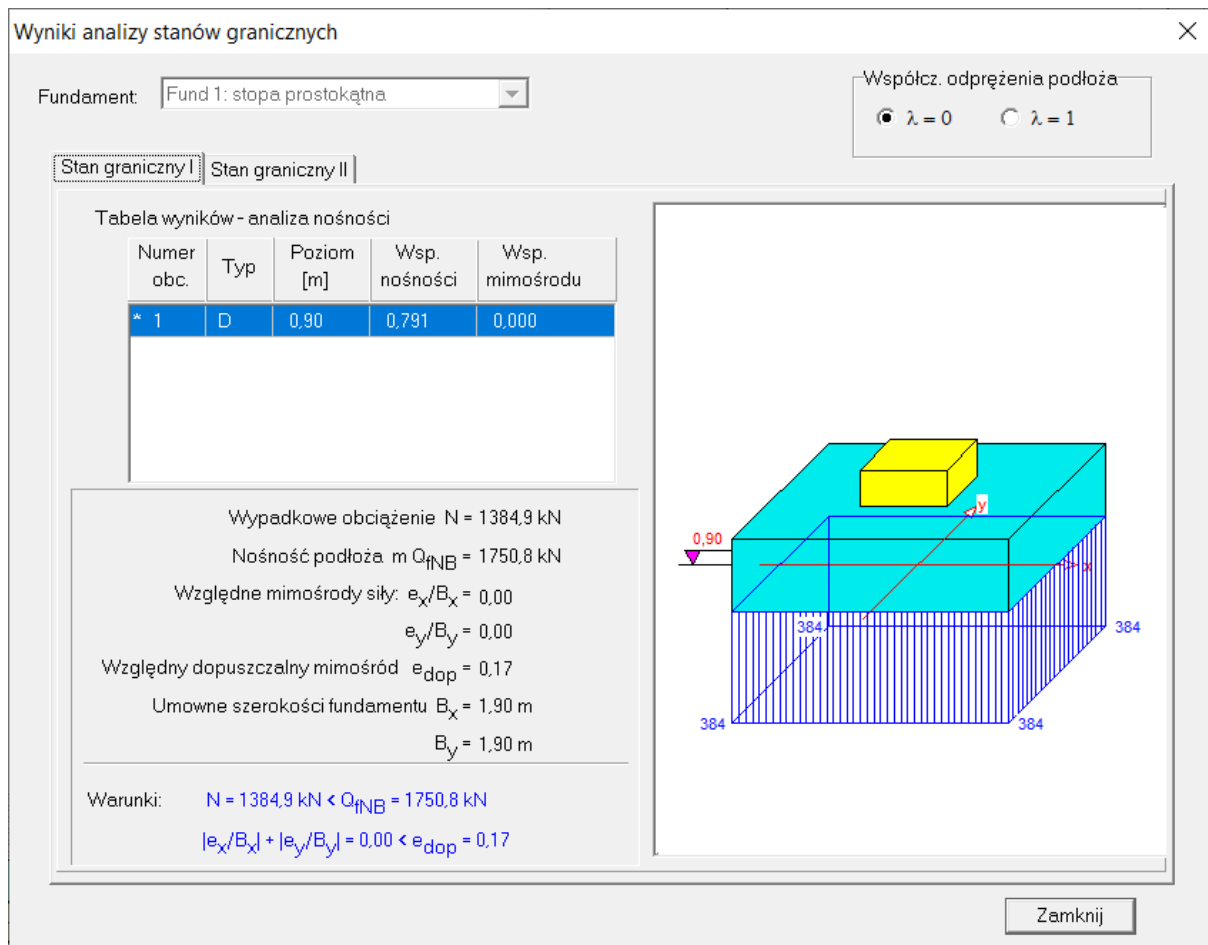 Wyniki analizy stanów granicznych
Fundament: Fund 1: stopa prostokątna
Współcz. odprężenia podłoża
λ = 0 λ = 1
Stan graniczny I Stan graniczny II
Tabela wyników - analiza nośności
Numer obc. Typ Poziom [m] Wsp. nośności Wsp. mimośrodu
* 1 D 0,90 0,791 0,000
Wypadkowe obciążenie N = 1384,9 kN
Nośność podłoża m QfNB = 1750,8 kN
Względne mimośrody siły: ex/Bx = 0,00
ey/By = 0,00
Względny dopuszczalny mimośród edop = 0,17
Umowne szerokości fundamentu Bx = 1,90 m
By = 1,90 m
Warunki: N = 1384,9 kN < QfNB = 1750,8 kN
|ex/Bx| + |ey/By| = 0,00 < edop = 0,17
y
0,90
x
384 384
384 384
Zamknij